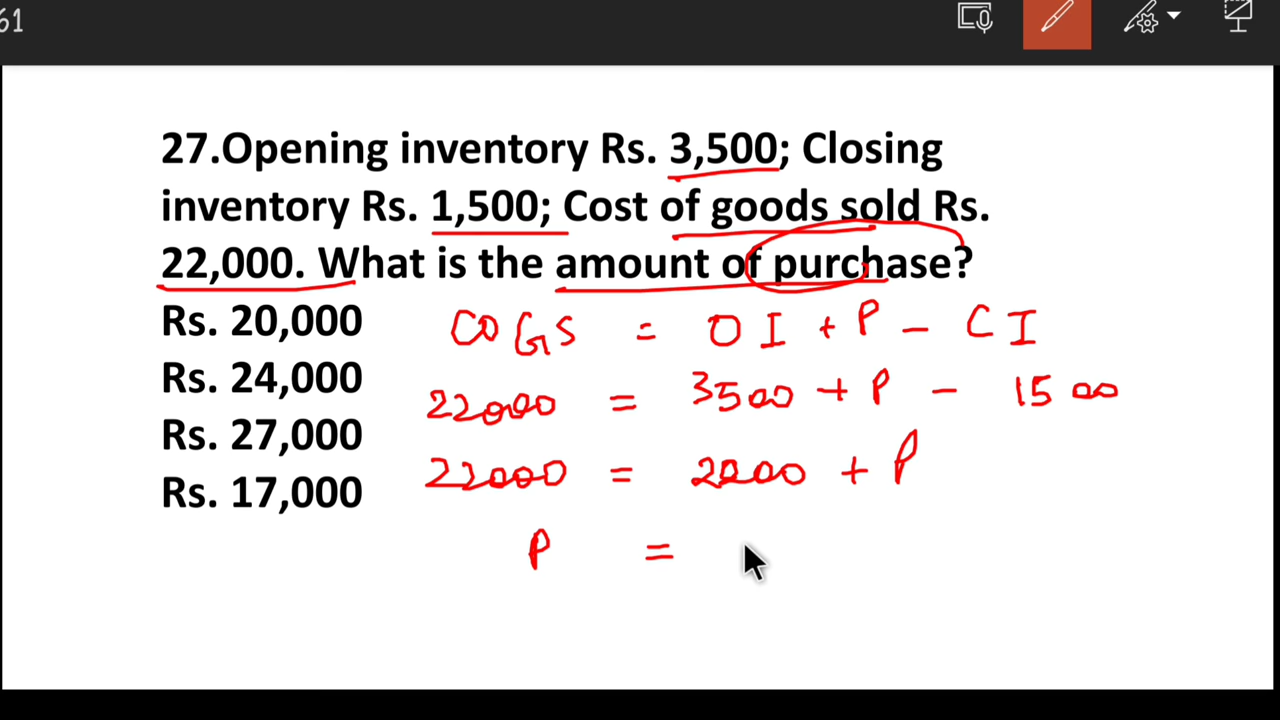 61
27.Opening inventory Rs. 3,500; Closing
inventory Rs. 1,500; Cost of goods sold Rs.
22,000. What is the amount of purchase?
Rs. 20,000
Rs. 24,000
Rs. 27,000
Rs. 17,000
COGS = OI + P - CI
22000 = 3500 + P - 1500
22000 = 2000 + P
P =